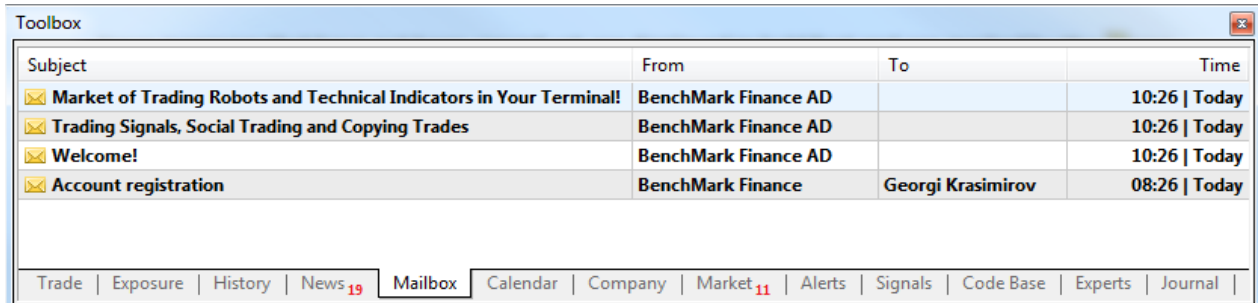 Toolbox
Subject From To Time
Market of Trading Robots and Technical Indicators in Your Terminal! BenchMark Finance AD 10:26 | Today
Trading Signals, Social Trading and Copying Trades BenchMark Finance AD 10:26 | Today
Welcome! BenchMark Finance AD 10:26 | Today
Account registration BenchMark Finance Georgi Krasimirov 08:26 | Today
Trade | Exposure | History | News 19 | Mailbox | Calendar | Company | Market 11 | Alerts | Signals | Code Base | Experts | Journal |